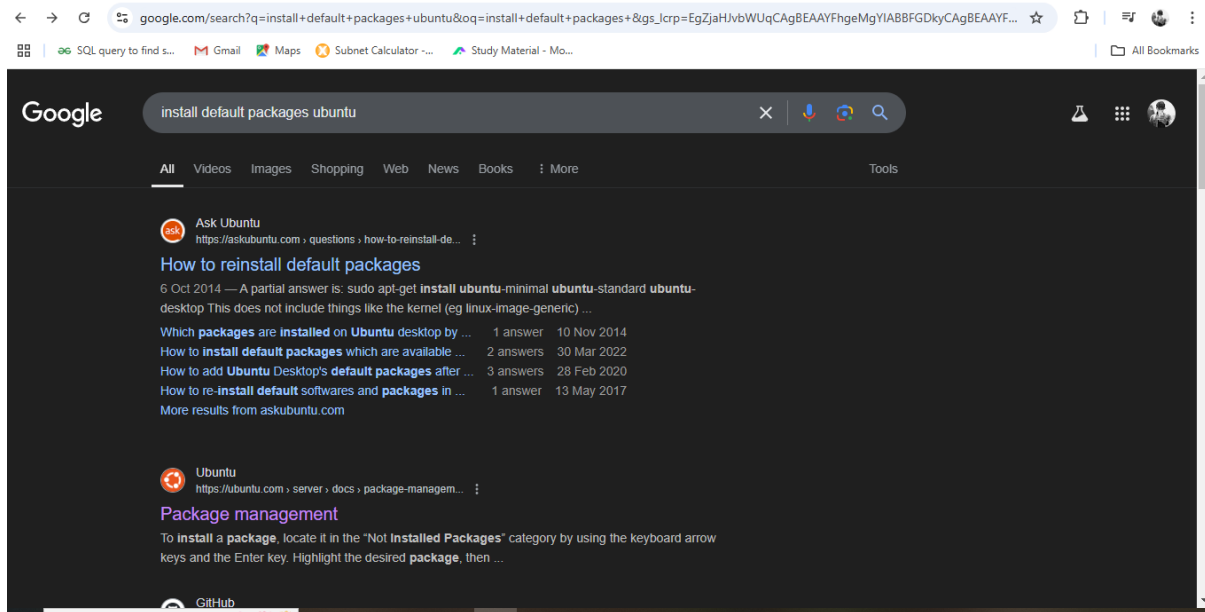 google.com/search?q=install+default+packages+ubuntu&oq=install+default+packages+&gs_lcrp=EgZjaHJvbWUqCAgBEAAYFhgeMgYIABBFGDkyCAgBEAAYF...
SQL query to find s... Gmail Maps Subnet Calculator -... Study Material - Mo... All Bookmarks
Google install default packages ubuntu
All Videos Images Shopping Web News Books More Tools
ask Ask Ubuntu
https://askubuntu.com › questions › how-to-reinstall-de...
How to reinstall default packages
6 Oct 2014 — A partial answer is: sudo apt-get install ubuntu-minimal ubuntu-standard ubuntu-
desktop This does not include things like the kernel (eg linux-image-generic) ...
Which packages are installed on Ubuntu desktop by ... 1 answer 10 Nov 2014
How to install default packages which are available ... 2 answers 30 Mar 2022
How to add Ubuntu Desktop's default packages after ... 3 answers 28 Feb 2020
How to re-install default softwares and packages in ... 1 answer 13 May 2017
More results from askubuntu.com
Ubuntu
https://ubuntu.com › server › docs › package-managem...
Package management
To install a package, locate it in the “Not Installed Packages” category by using the keyboard arrow
keys and the Enter key. Highlight the desired package, then ...
GitHub